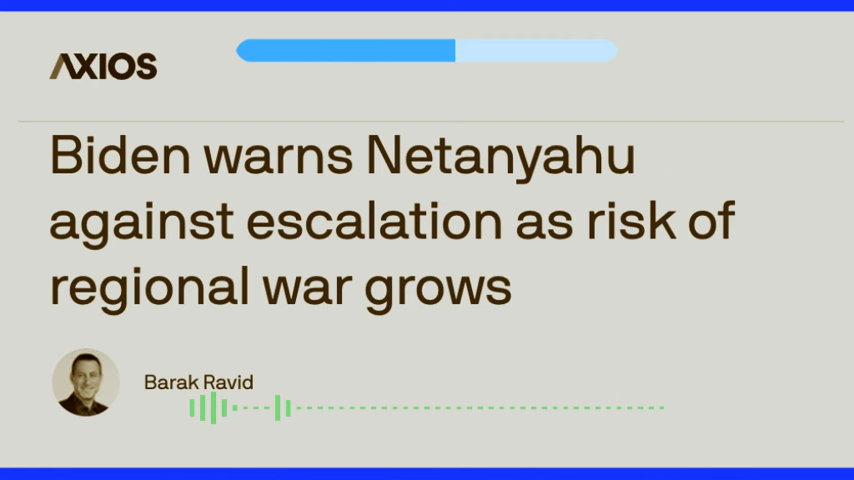 AXIOS
Biden warns Netanyahu
against escalation as risk of
regional war grows
Barak Ravid